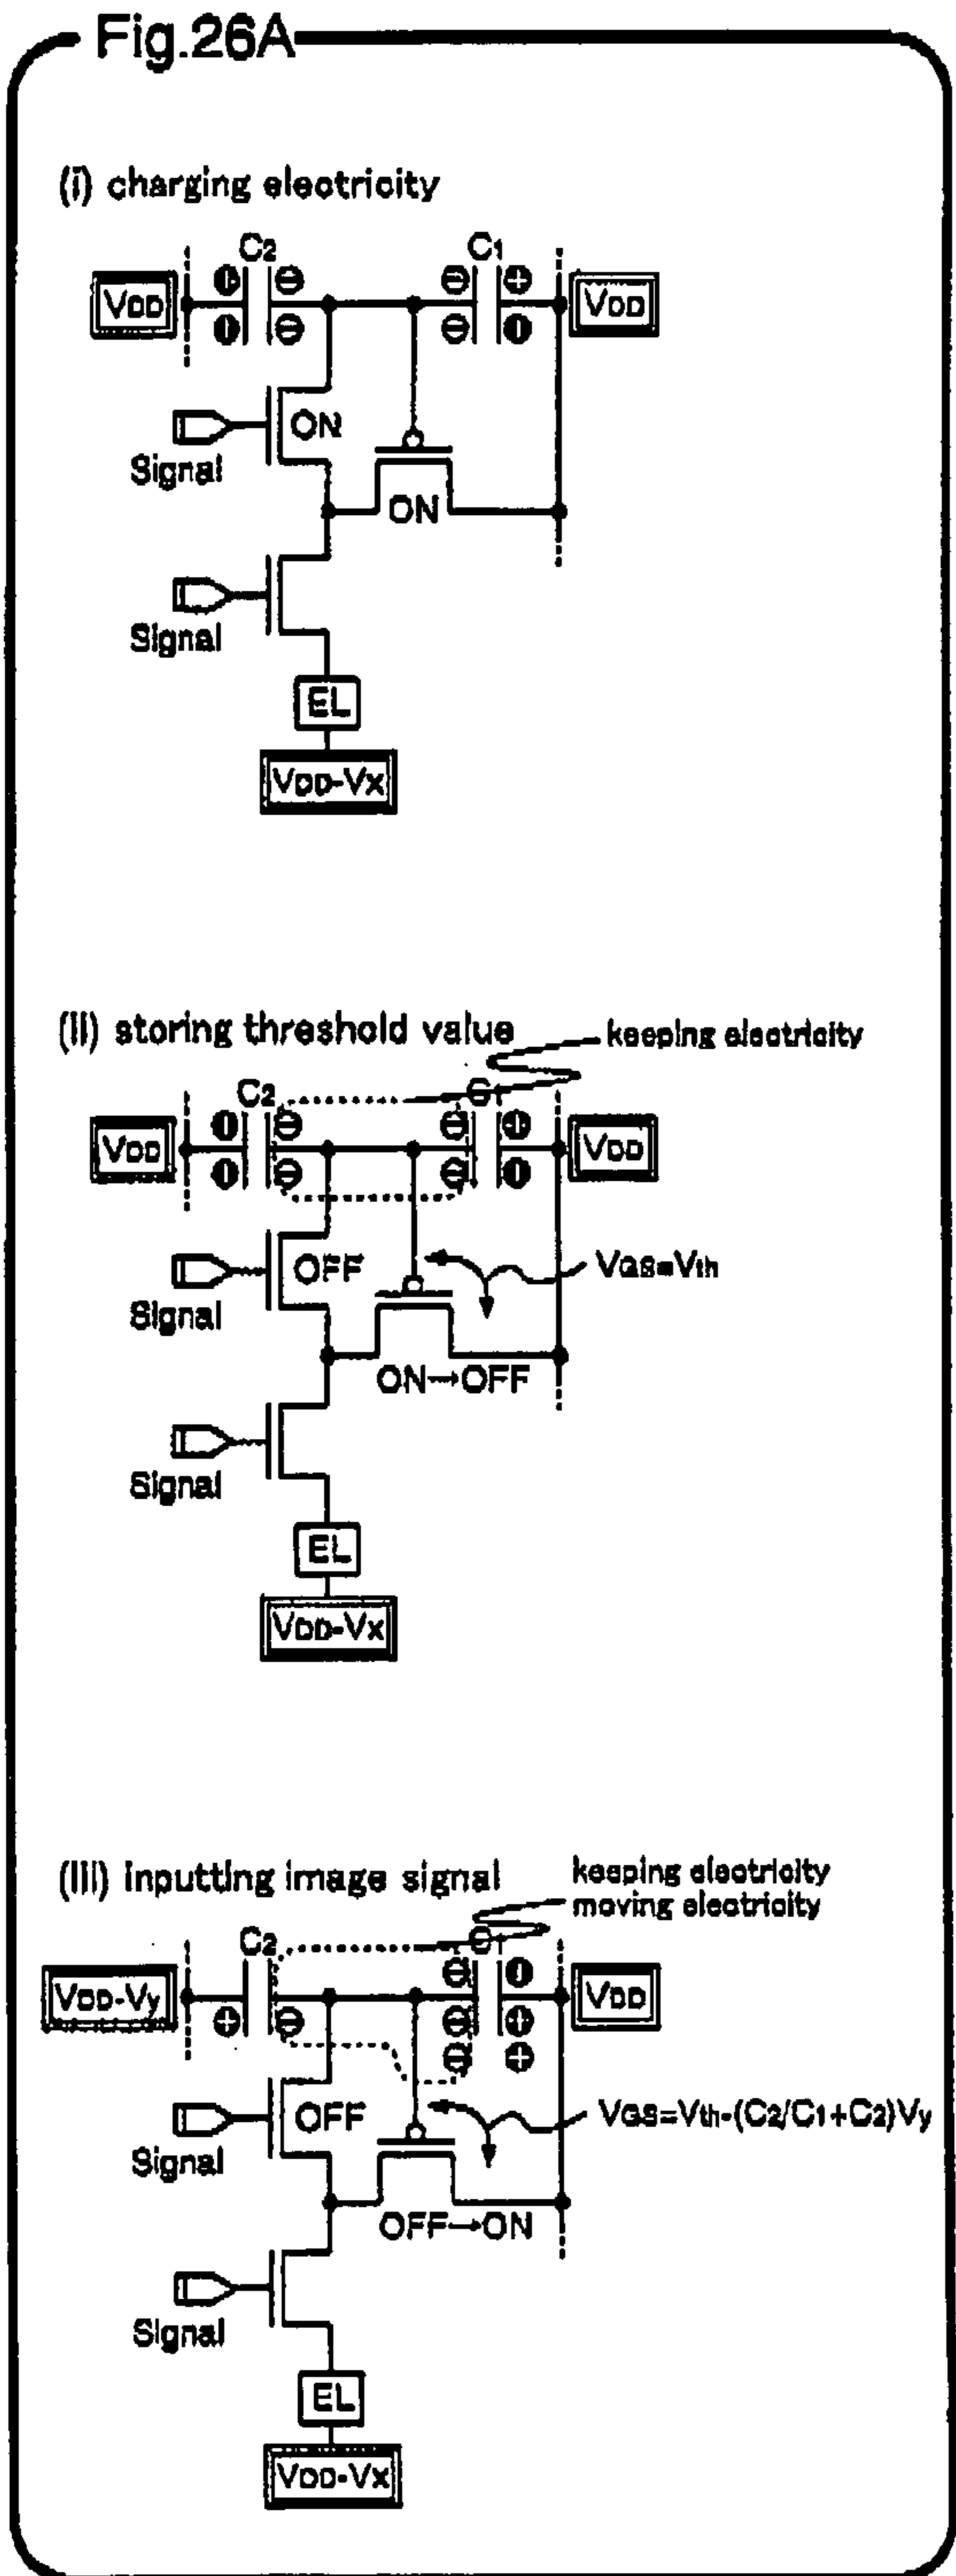 Fig.26A
(i) charging electricity
C2 C1
VDD VDD
ON
Signal
ON
Signal
EL
VDD-Vx
(ii) storing threshold value
keeping electricity
C2
VDD VDD
OFF
VGS=Vth
Signal
ON→OFF
Signal
EL
VDD-Vx
(iii) inputting image signal
keeping electricity
moving electricity
C2
VDD-Vy VDD
OFF
VGS=Vth-(C2/C1+C2)Vy
Signal
OFF→ON
Signal
EL
VDD-Vx